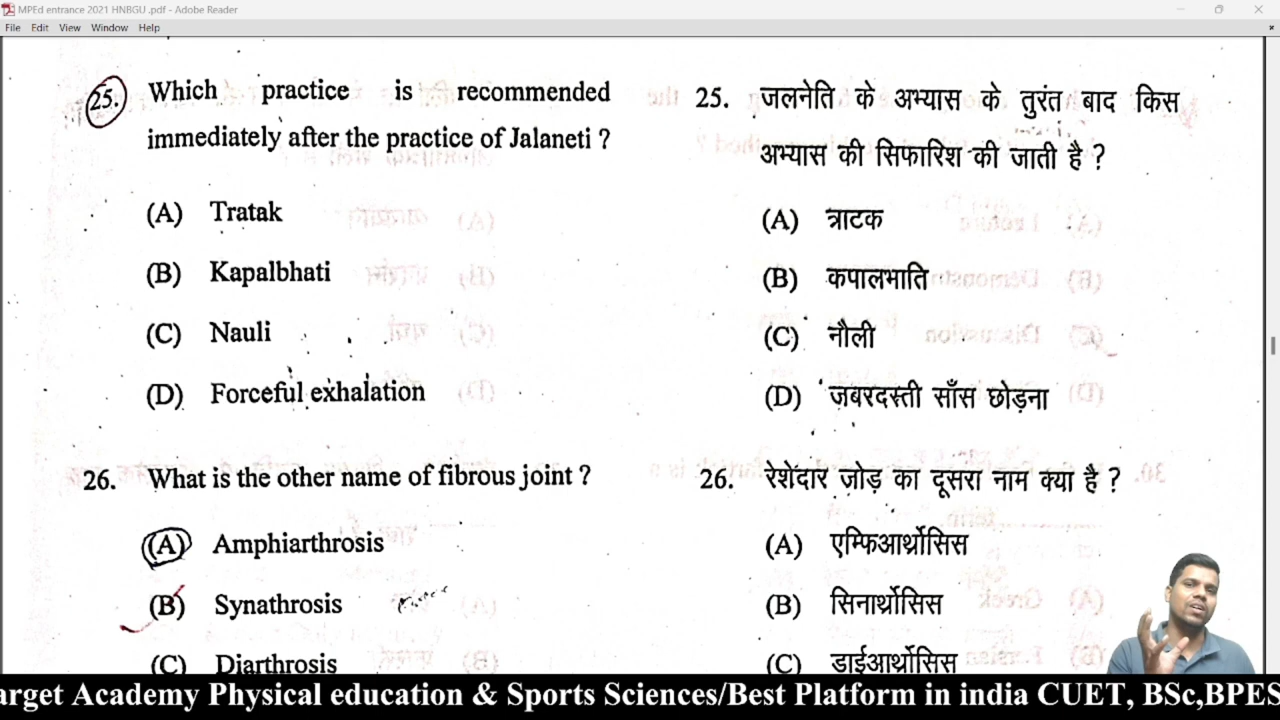 MPEd entrance 2021 HNBGU .pdf - Adobe Reader
File Edit View Window Help
25. Which practice is recommended
immediately after the practice of Jalaneti ?
(A) Tratak
(B) Kapalbhati
(C) Nauli
(D) Forceful exhalation
26. What is the other name of fibrous joint ?
(A) Amphiarthrosis
(B) Synathrosis
(C) Diarthrosis
25. जलनेति के अभ्यास के तुरंत बाद किस
अभ्यास की सिफारिश की जाती है ?
(A) त्राटक
(B) कपालभाति
(C) नौली
(D) जबरदस्ती साँस छोड़ना
26. रेशेदार जोड़ का दूसरा नाम क्या है ?
(A) एम्फिआर्थ्रोसिस
(B) सिनार्थ्रोसिस
(C) डाईआर्थ्रोसिस
arget Academy Physical education & Sports Sciences/Best Platform in india CUET, BSc,BPES